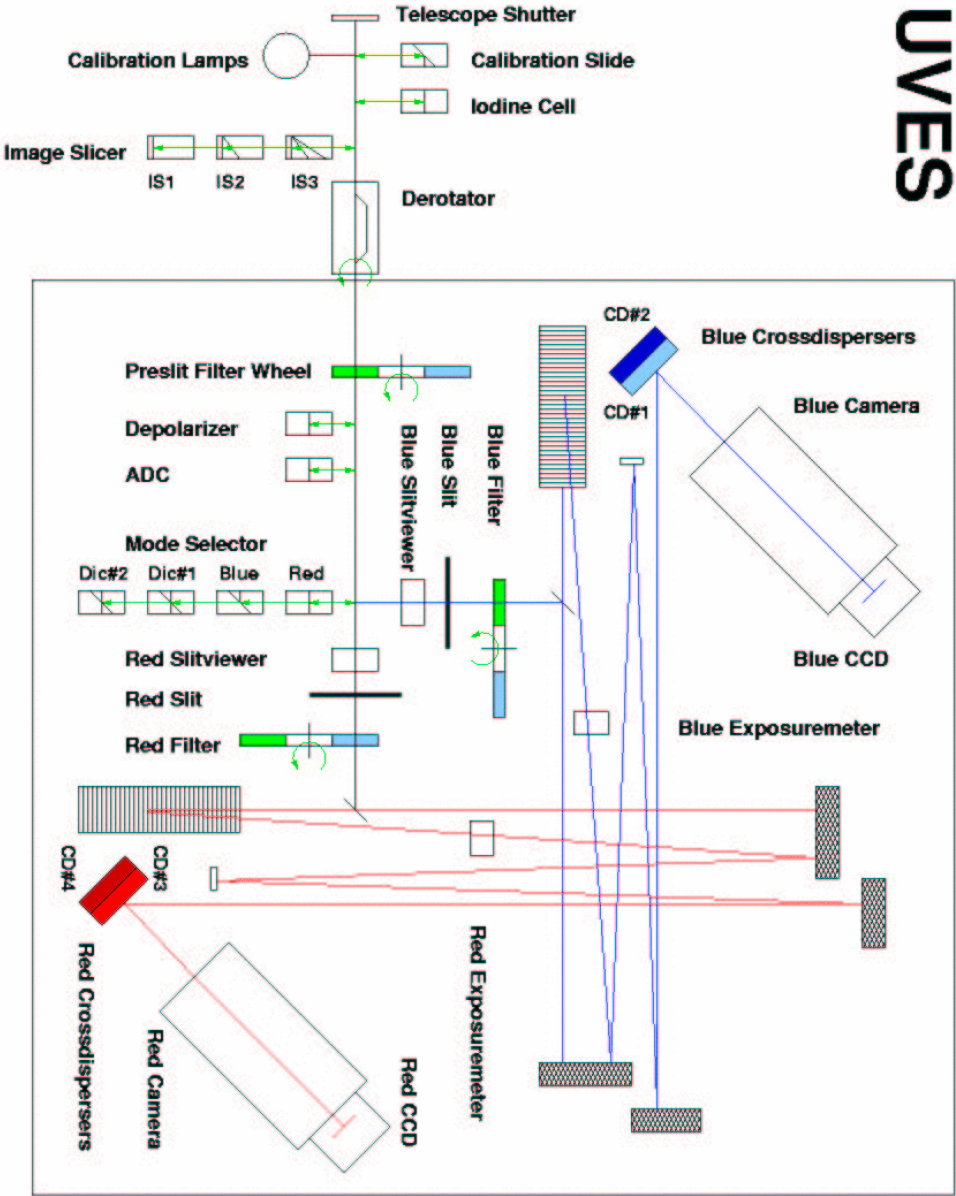 UVES
Telescope Shutter
Calibration Lamps
Calibration Slide
Iodine Cell
Image Slicer
IS1
IS2
IS3
Derotator
CD#2
Blue Crossdispersers
Preslit Filter Wheel
CD#1
Blue Camera
Depolarizer
ADC
Blue Slitviewer
Blue Slit
Blue Filter
Mode Selector
Dic#2
Dic#1
Blue
Red
Red Slitviewer
Blue CCD
Red Slit
Blue Exposuremeter
Red Filter
CD#4
CD#3
Red Crossdispersers
Red Camera
Red CCD
Red Exposuremeter